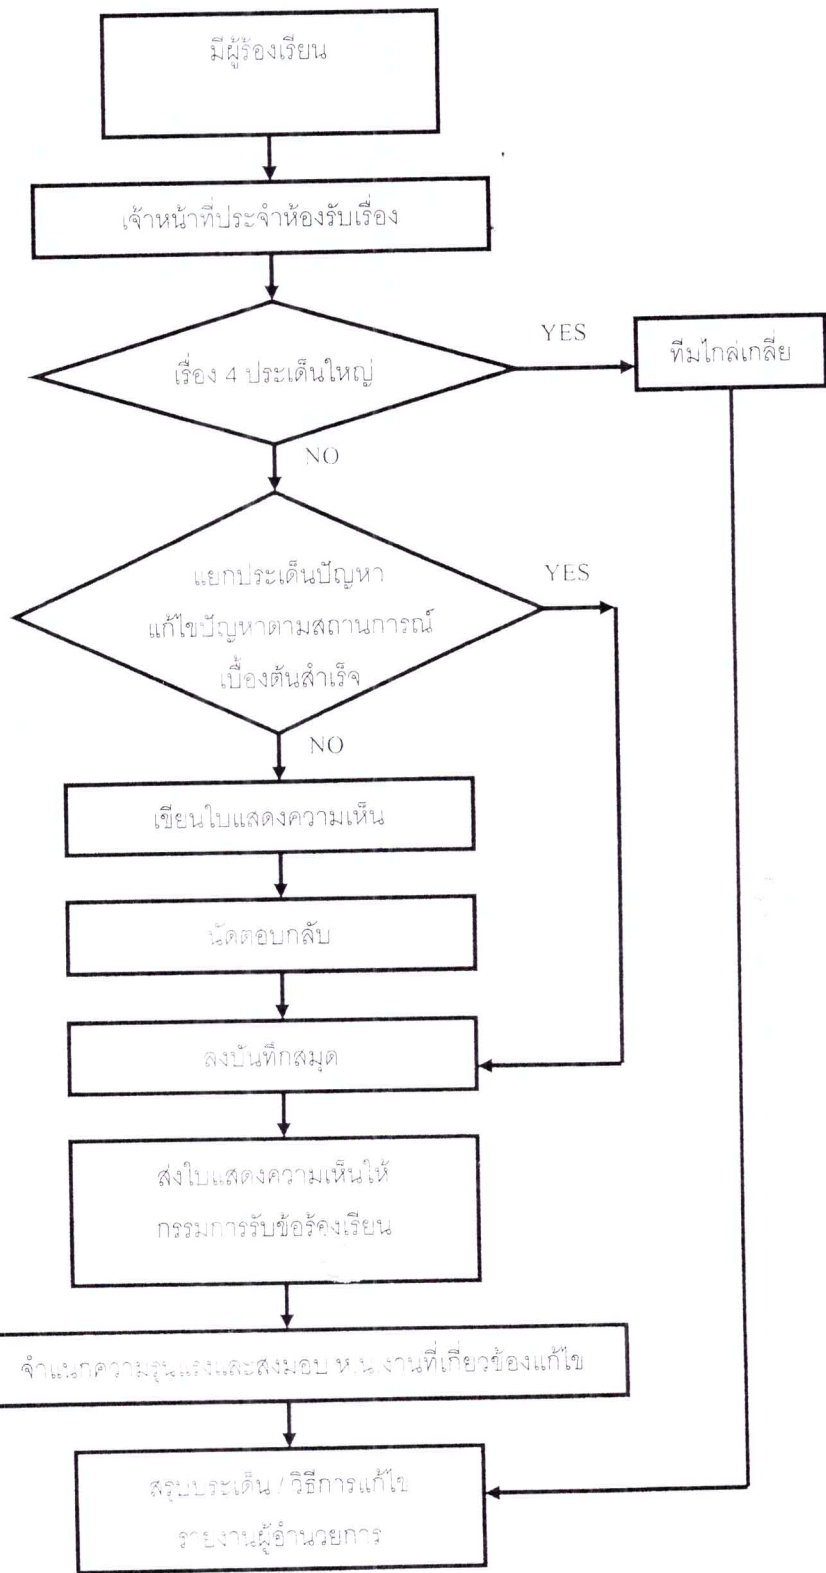 มีผู้ร้องเรียน
เจ้าหน้าที่ประจำห้องรับเรื่อง
เรื่อง 4 ประเด็นใหญ่
YES
ทีมไกล่เกลี่ย
NO
แยกประเด็นปัญหา
แก้ไขปัญหาตามสถานการณ์
เบื้องต้นสำเร็จ
YES
NO
เขียนใบแสดงความเห็น
นัดตอบกลับ
ลงบันทึกสมุด
ส่งใบแสดงความเห็นให้
กรรมการรับข้อร้องเรียน
จำแนกความรุนแรงและส่งมอบ ห.น.งานที่เกี่ยวข้องแก้ไข
สรุปประเด็น / วิธีการแก้ไข
รายงานผู้อำนวยการ